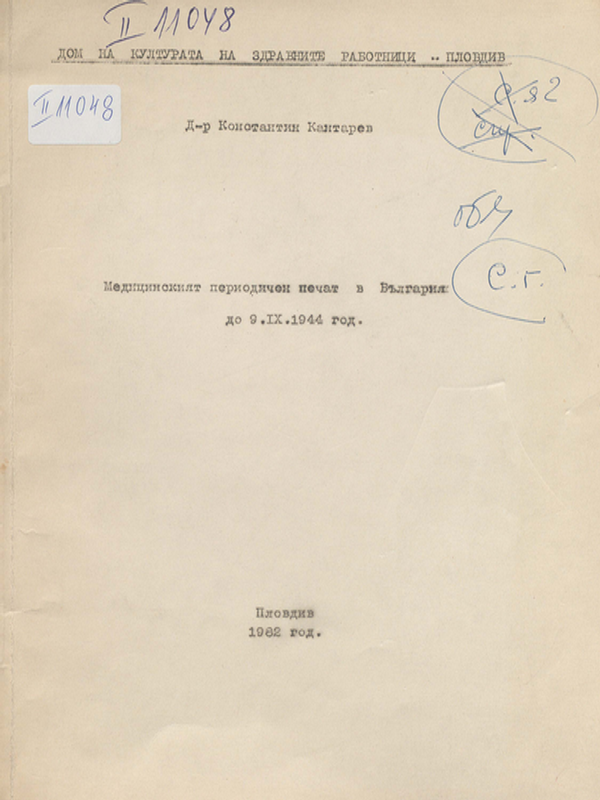 II 11048
ДОМ НА КУЛТУРАТА НА ЗДРАВНИТЕ РАБОТНИЦИ -- ПЛОВДИВ
II 11048
Д-р Константин Калтарев
Медицинският периодичен печат в България
до 9.IX.1944 год.
С.г.
Пловдив
1982 год.